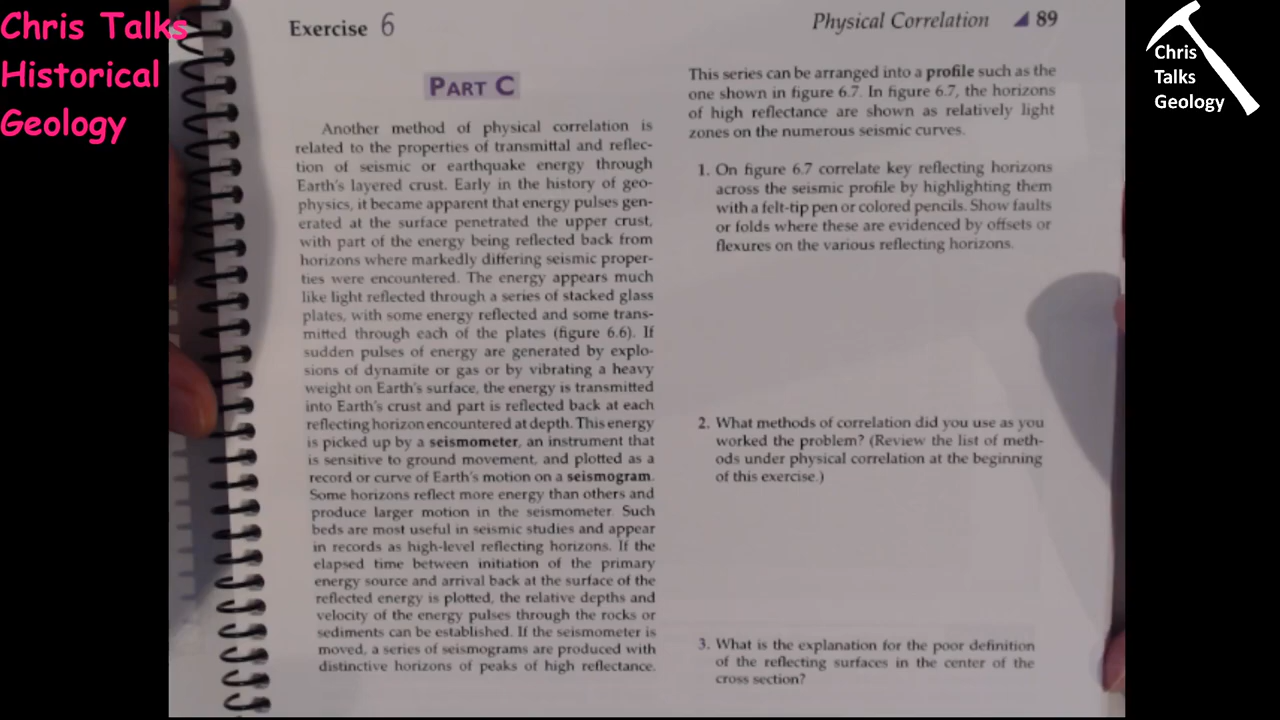 Chris Talks
Historical
Geology
Chris
Talks
Geology
Exercise 6
Physical Correlation 89
PART C
Another method of physical correlation is
related to the properties of transmittal and reflec-
tion of seismic or earthquake energy through
Earth's layered crust. Early in the history of geo-
physics, it became apparent that energy pulses gen-
erated at the surface penetrated the upper crust,
with part of the energy being reflected back from
horizons where markedly differing seismic proper-
ties were encountered. The energy appears much
like light reflected through a series of stacked glass
plates, with some energy reflected and some trans-
mitted through each of the plates (figure 6.6). If
sudden pulses of energy are generated by explo-
sions of dynamite or gas or by vibrating a heavy
weight on Earth's surface, the energy is transmitted
into Earth's crust and part is reflected back at each
reflecting horizon encountered at depth. This energy
is picked up by a seismometer, an instrument that
is sensitive to ground movement, and plotted as a
record or curve of Earth's motion on a seismogram.
Some horizons reflect more energy than others and
produce larger motion in the seismometer. Such
beds are most useful in seismic studies and appear
in records as high-level reflecting horizons. If the
elapsed time between initiation of the primary
energy source and arrival back at the surface of the
reflected energy is plotted, the relative depths and
velocity of the energy pulses through the rocks or
sediments can be established. If the seismometer is
moved, a series of seismograms are produced with
distinctive horizons of peaks of high reflectance.
This series can be arranged into a profile such as the
one shown in figure 6.7. In figure 6.7, the horizons
of high reflectance are shown as relatively light
zones on the numerous seismic curves.
1. On figure 6.7 correlate key reflecting horizons
across the seismic profile by highlighting them
with a felt-tip pen or colored pencils. Show faults
or folds where these are evidenced by offsets or
flexures on the various reflecting horizons.
2. What methods of correlation did you use as you
worked the problem? (Review the list of meth-
ods under physical correlation at the beginning
of this exercise.)
3. What is the explanation for the poor definition
of the reflecting surfaces in the center of the
cross section?